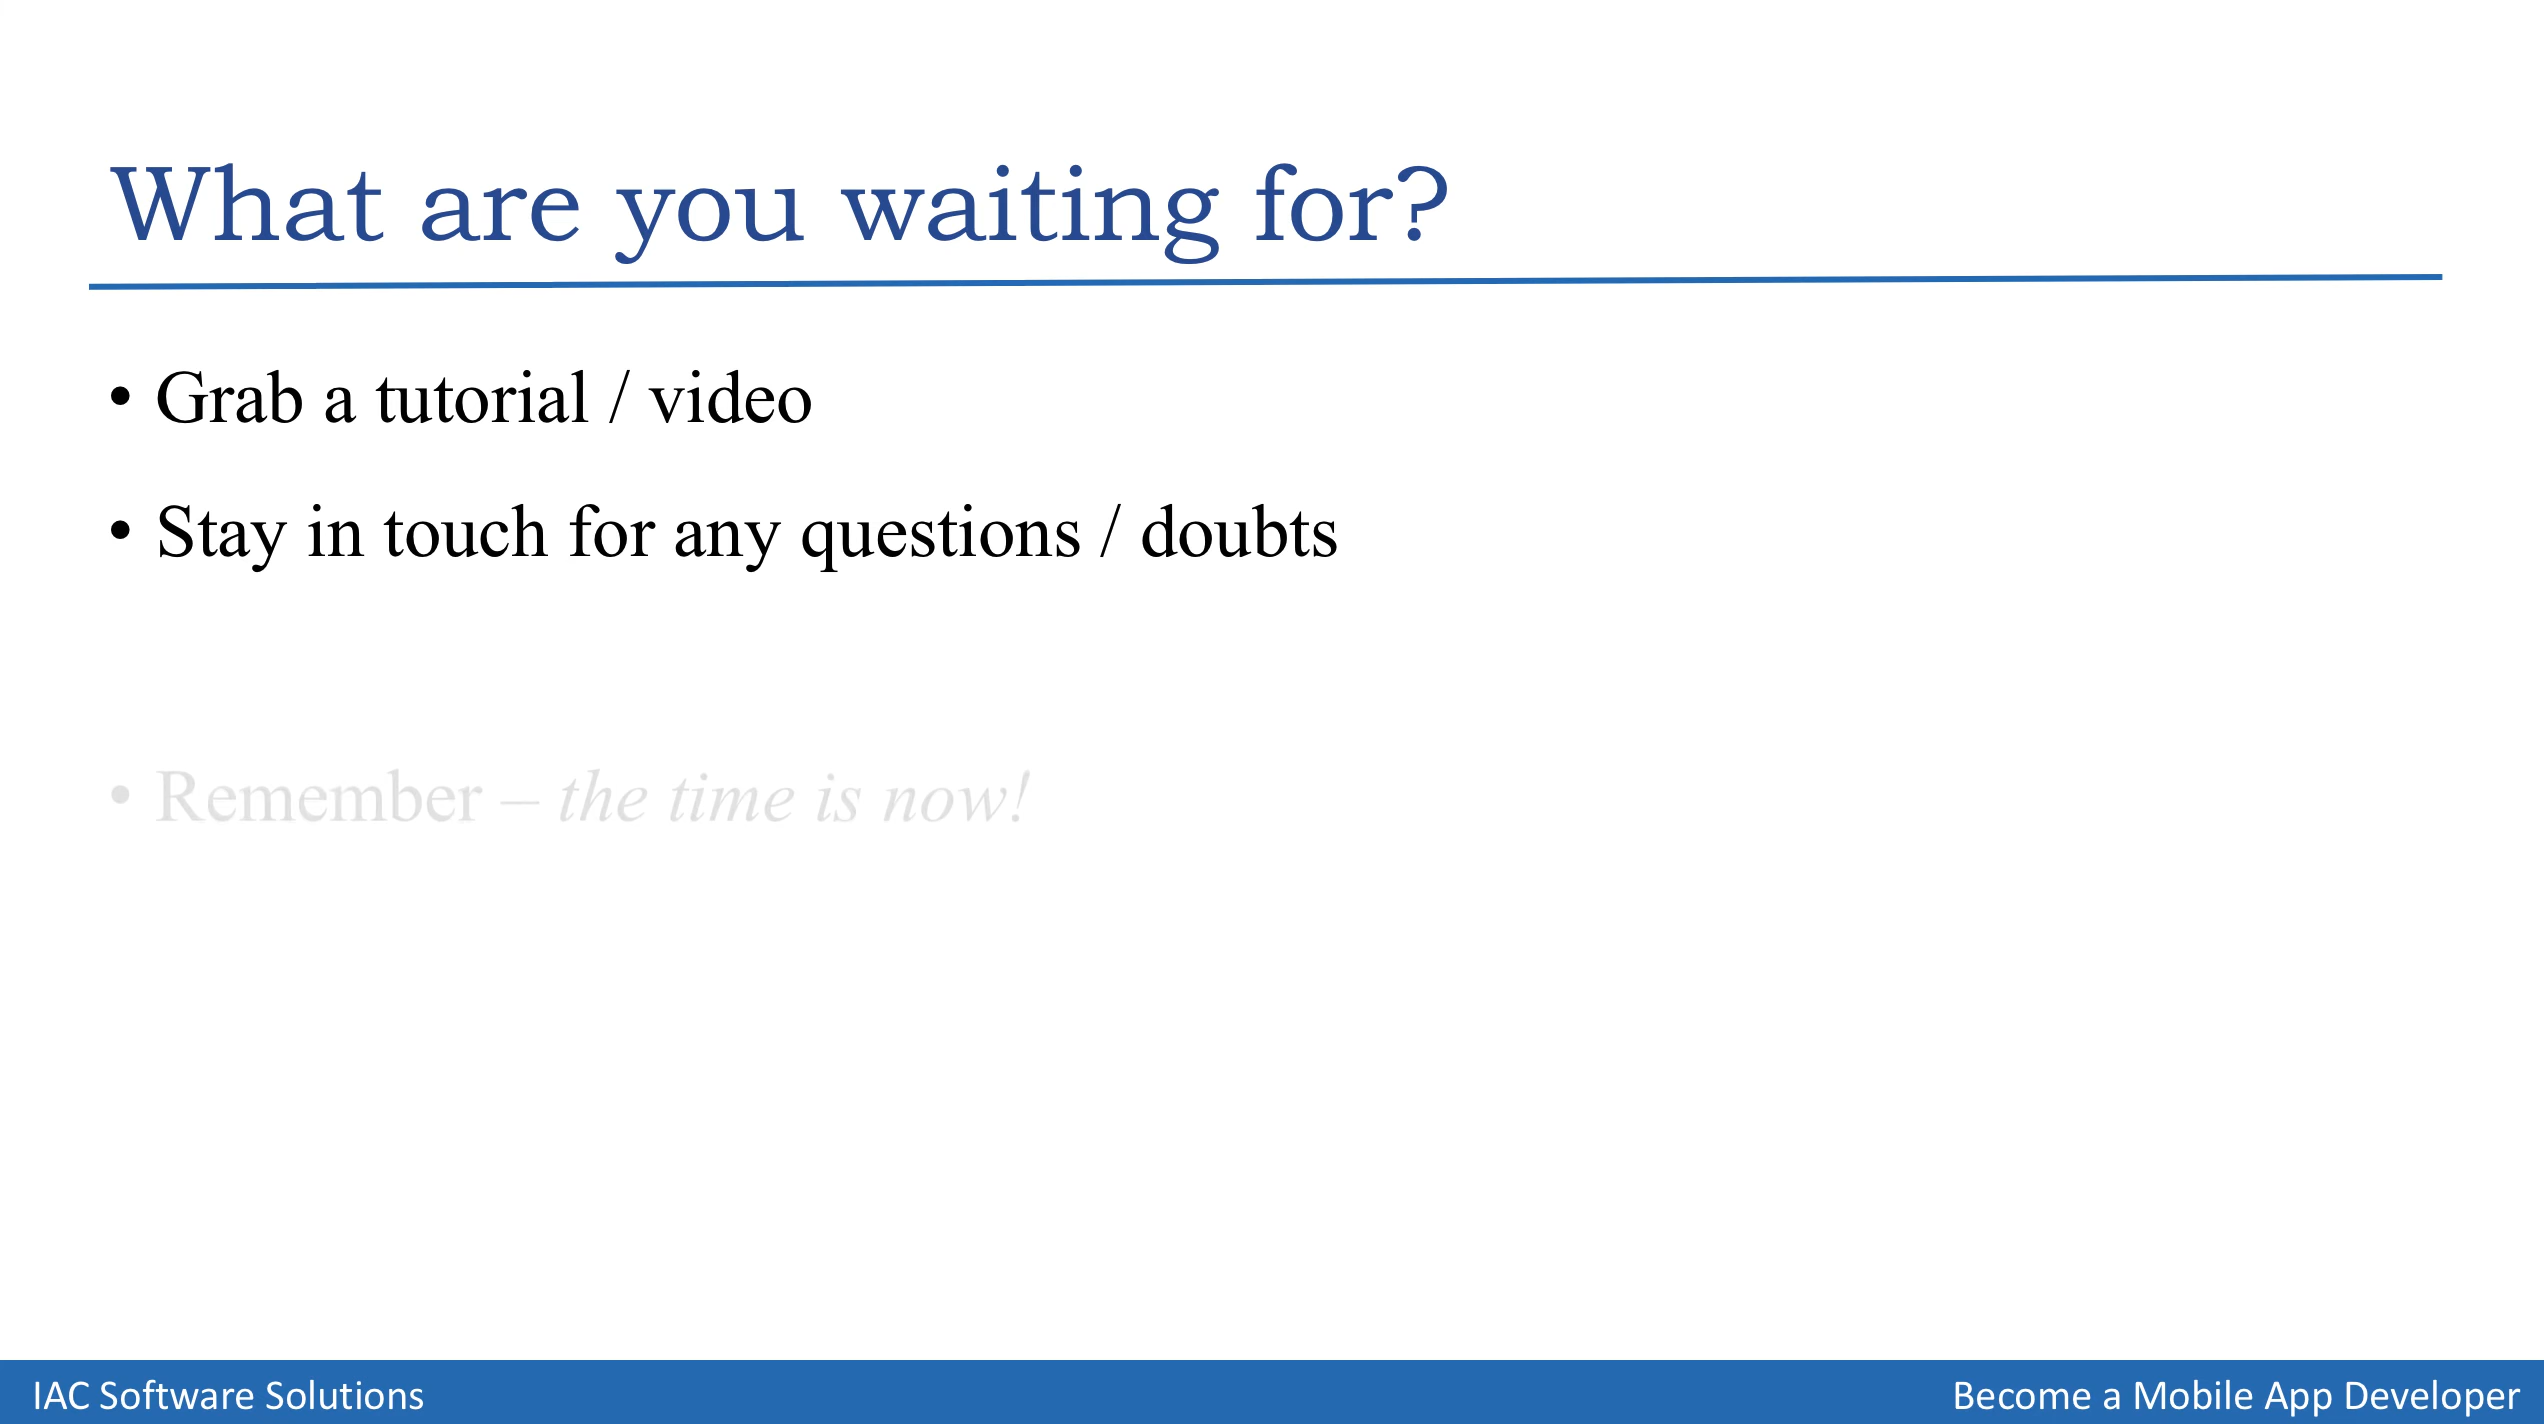 What are you waiting for?
• Grab a tutorial / video
• Stay in touch for any questions / doubts
• Remember – the time is now!
IAC Software Solutions
Become a Mobile App Developer